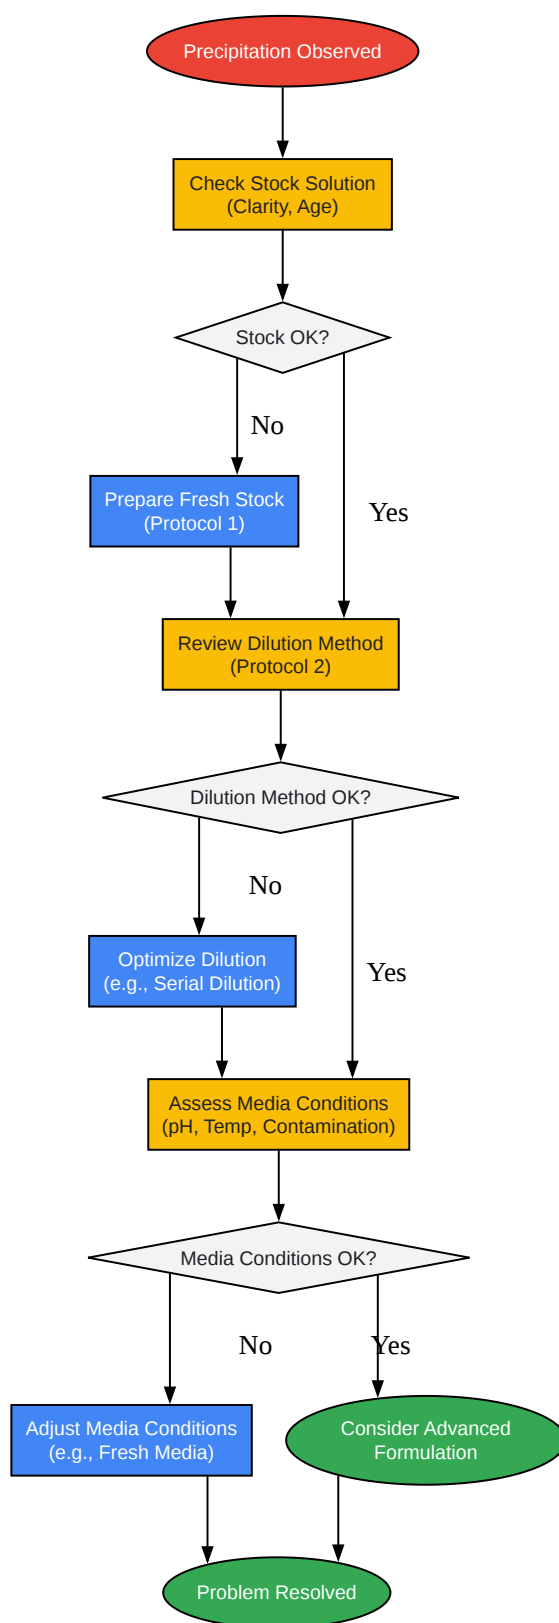 Precipitation Observed
Check Stock Solution
(Clarity, Age)
Stock OK?
No
Prepare Fresh Stock
(Protocol 1)
Yes
Review Dilution Method
(Protocol 2)
Dilution Method OK?
No
Optimize Dilution
(e.g., Serial Dilution)
Yes
Assess Media Conditions
(pH, Temp, Contamination)
Media Conditions OK?
No
Yes
Adjust Media Conditions
(e.g., Fresh Media)
Consider Advanced
Formulation
Problem Resolved